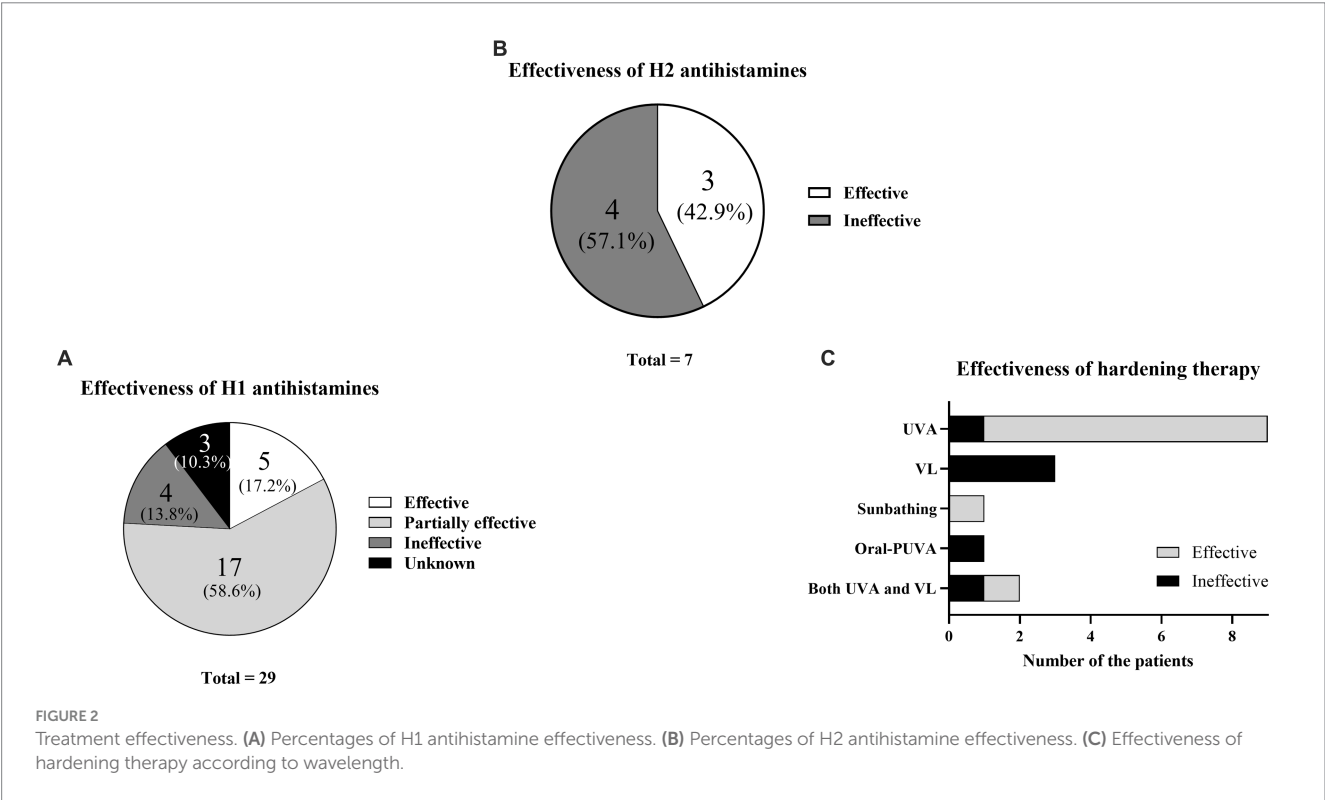 B
Effectiveness of H2 antihistamines
3
(42.9%)
4
(57.1%)
Effective
Ineffective
Total = 7
A
Effectiveness of H1 antihistamines
3
(10.3%)
5
(17.2%)
4
(13.8%)
17
(58.6%)
Effective
Partially effective
Ineffective
Unknown
Total = 29
C
Effectiveness of hardening therapy
UVA
VL
Sunbathing
Oral-PUVA
Both UVA and VL
Effective
Ineffective
0 2 4 6 8
Number of the patients
FIGURE 2
Treatment effectiveness. (A) Percentages of H1 antihistamine effectiveness. (B) Percentages of H2 antihistamine effectiveness. (C) Effectiveness of
hardening therapy according to wavelength.